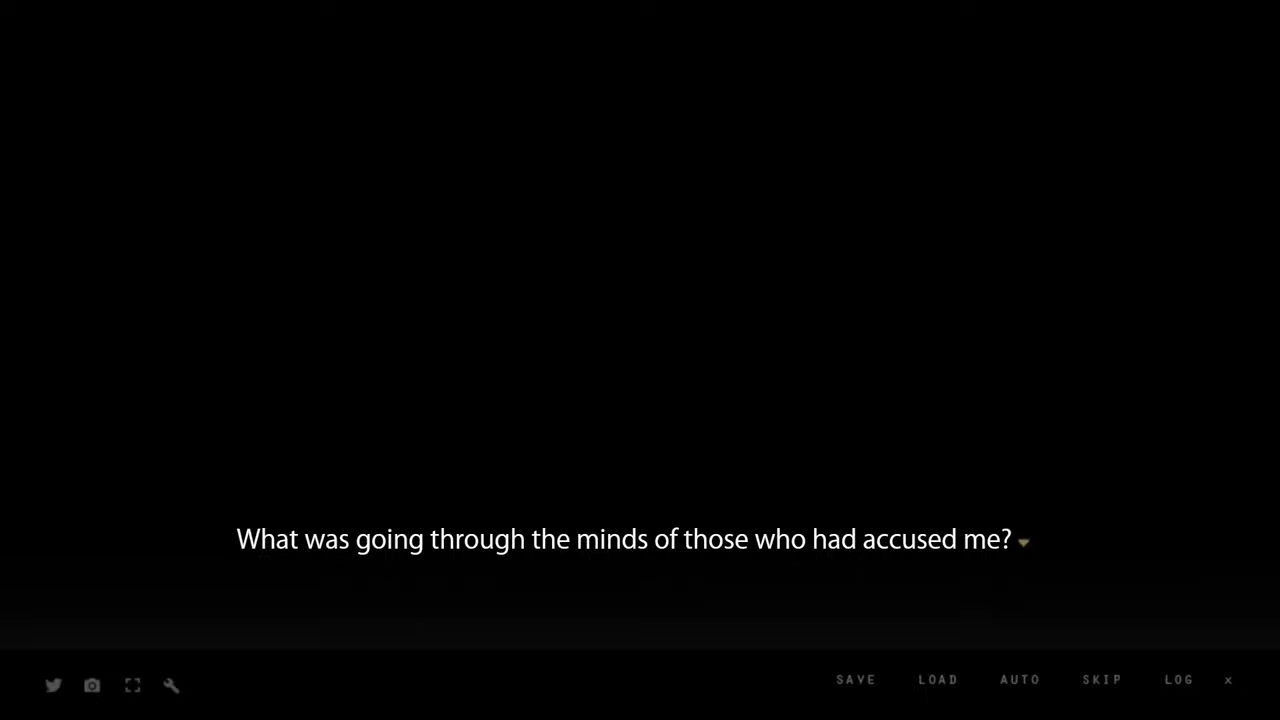 What was going through the minds of those who had accused me?
SAVE LOAD AUTO SKIP LOG ×